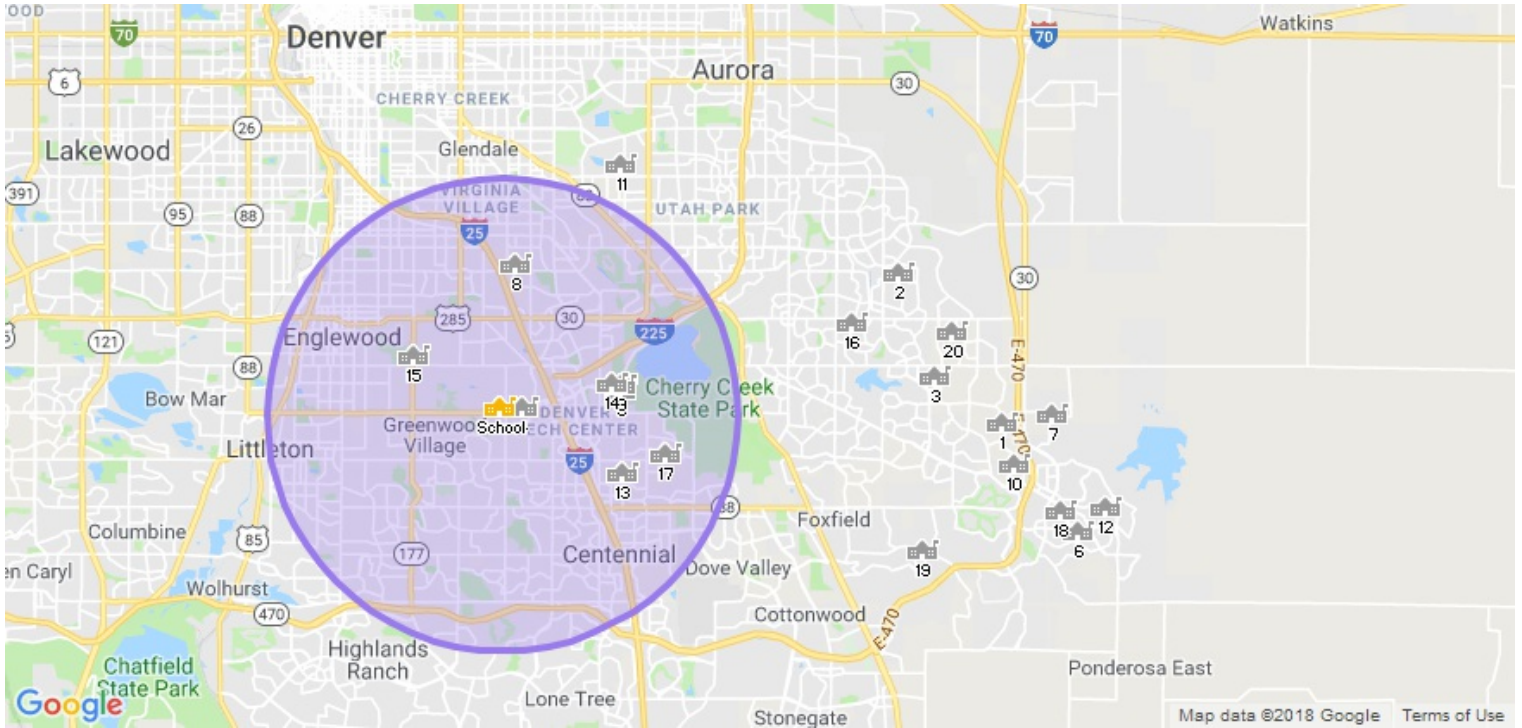 OOD
70
Denver
70
Watkins
6
Aurora
30
CHERRY CREEK
26
Lakewood
Glendale
11
391
83
VIRGINIA
VILLAGE
95
88
UTAH PARK
25
8
2
30
285
30
225
Englewood
16
121
20
E-470
15
88
3
Bow Mar
14
9
Cherry Creek
State Park
School
DENVER
TECH CENTER
Greenwood
Village
1
7
E-470
Littleton
25
17
13
10
88
Columbine
85
Foxfield
18
12
6
177
Centennial
19
en Caryl
Dove Valley
Wolhurst
470
Cottonwood
E-470
Highlands
Ranch
Chatfield
State Park
Ponderosa East
Lone Tree
Google
Stonegate
Map data ©2018 Google
Terms of Use